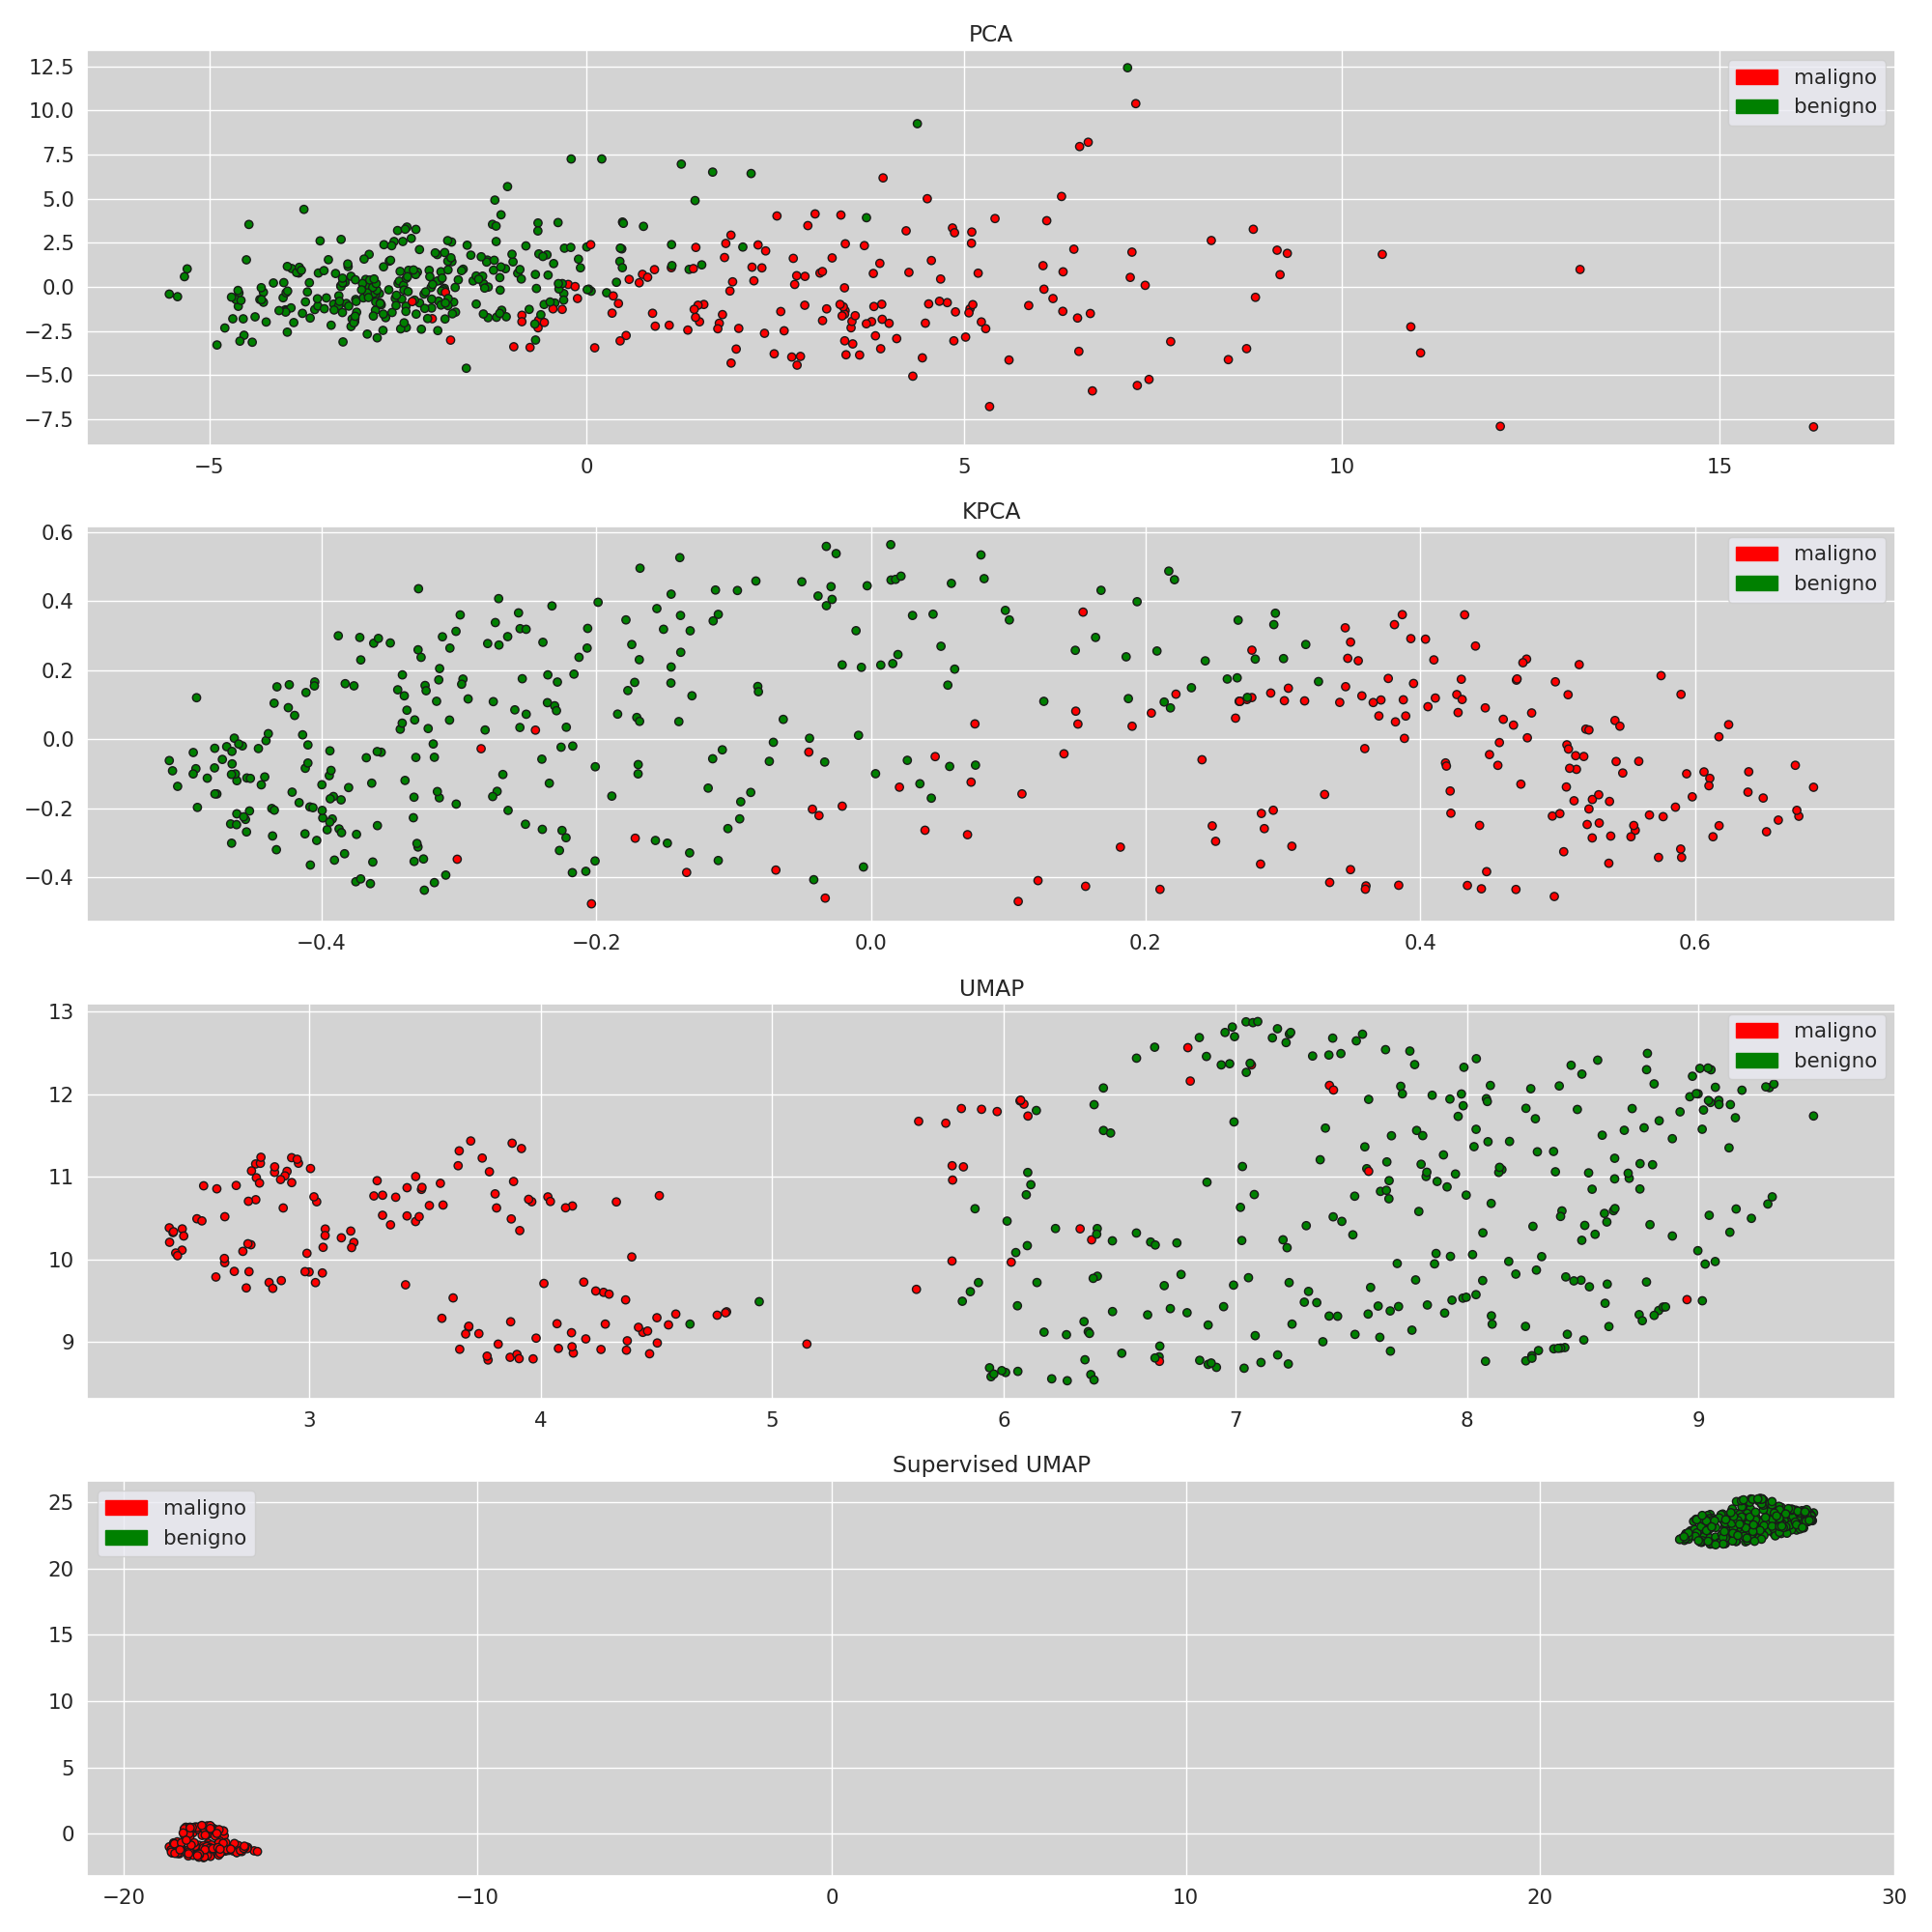 PCA
12.5
10.0
7.5
5.0
2.5
0.0
−2.5
−5.0
−7.5
maligno
benigno
−5 0 5 10 15
KPCA
0.6
0.4
0.2
0.0
−0.2
−0.4
maligno
benigno
−0.4 −0.2 0.0 0.2 0.4 0.6
UMAP
13
12
11
10
9
maligno
benigno
3 4 5 6 7 8 9
Supervised UMAP
25
20
15
10
5
0
maligno
benigno
−20 −10 0 10 20 30